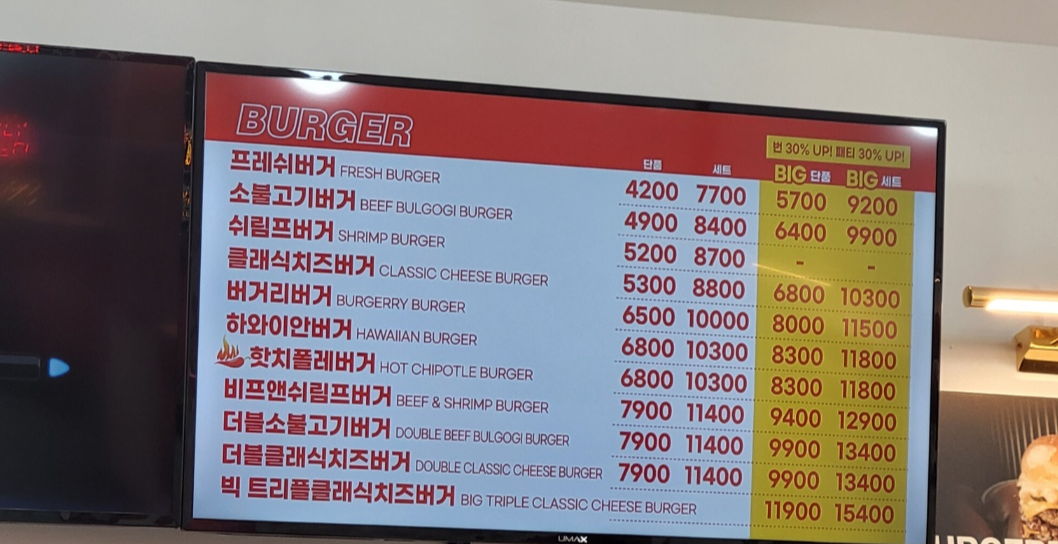 BURGER
번 30% UP! 패티 30% UP!
단품 세트 BIG 단품 BIG 세트
프레쉬버거 FRESH BURGER 4200 7700 5700 9200
소불고기버거 BEEF BULGOGI BURGER 4900 8400 6400 9900
쉬림프버거 SHRIMP BURGER 5200 8700 - -
클래식치즈버거 CLASSIC CHEESE BURGER 5300 8800 6800 10300
버거리버거 BURGERRY BURGER 6500 10000 8000 11500
하와이안버거 HAWAIIAN BURGER 6800 10300 8300 11800
핫치폴레버거 HOT CHIPOTLE BURGER 6800 10300 8300 11800
비프앤쉬림프버거 BEEF & SHRIMP BURGER 7900 11400 9400 12900
더블소불고기버거 DOUBLE BEEF BULGOGI BURGER 7900 11400 9900 13400
더블클래식치즈버거 DOUBLE CLASSIC CHEESE BURGER 7900 11400 9900 13400
빅 트리플클래식치즈버거 BIG TRIPLE CLASSIC CHEESE BURGER 11900 15400
UMAX